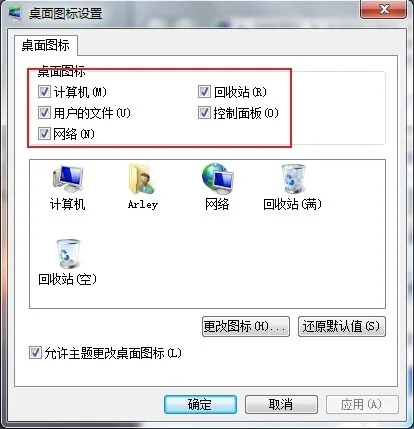 桌面图标设置
桌面图标
桌面图标
计算机(M) 回收站(R)
用户的文件(U) 控制面板(O)
网络(N)
计算机 Arley 网络 回收站(满)
回收站(空)
更改图标(H)... 还原默认值(S)
允许主题更改桌面图标(L)
确定 取消 应用(A)